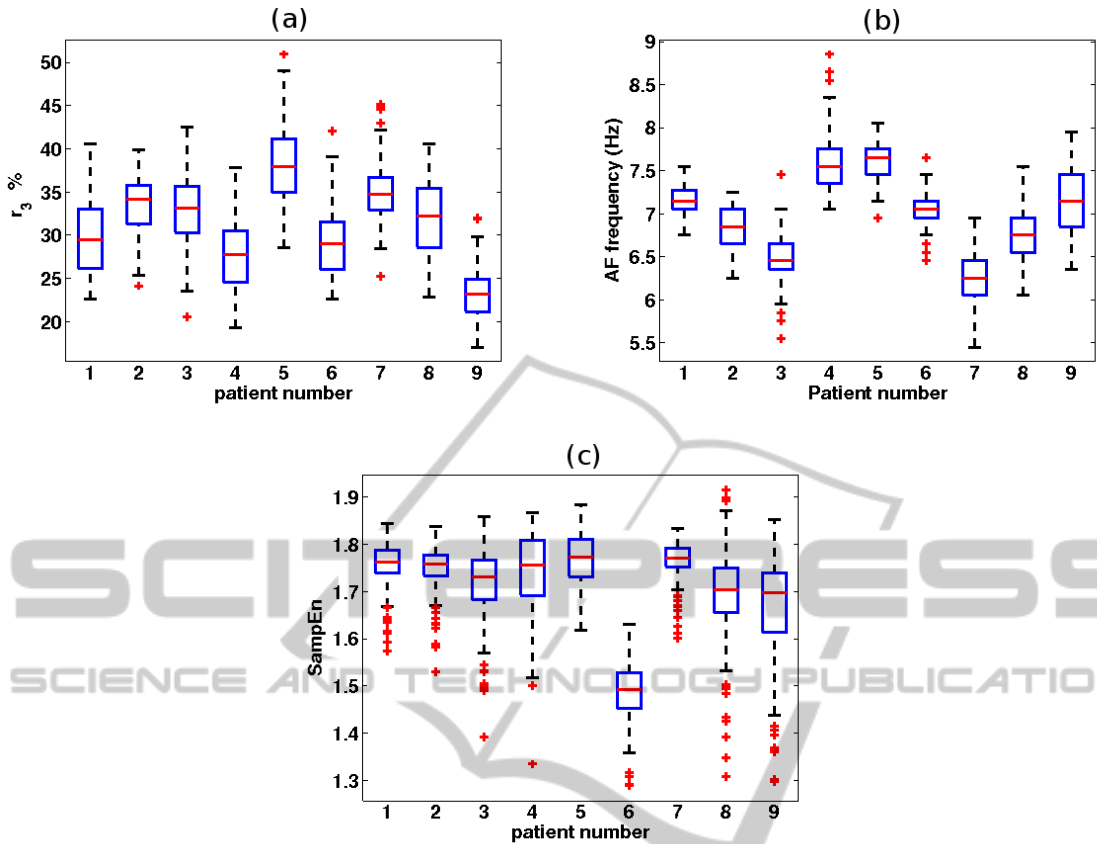 (a)
r3 %
50
45
40
35
30
25
20
1 2 3 4 5 6 7 8 9
patient number
(b)
AF frequency (Hz)
9
8.5
8
7.5
7
6.5
6
5.5
1 2 3 4 5 6 7 8 9
Patient number
(c)
SampEn
1.9
1.8
1.7
1.6
1.5
1.4
1.3
1 2 3 4 5 6 7 8 9
patient number
SCITEPRESS
SCIENCE AND TECHNOLOGY PUBLICATIO